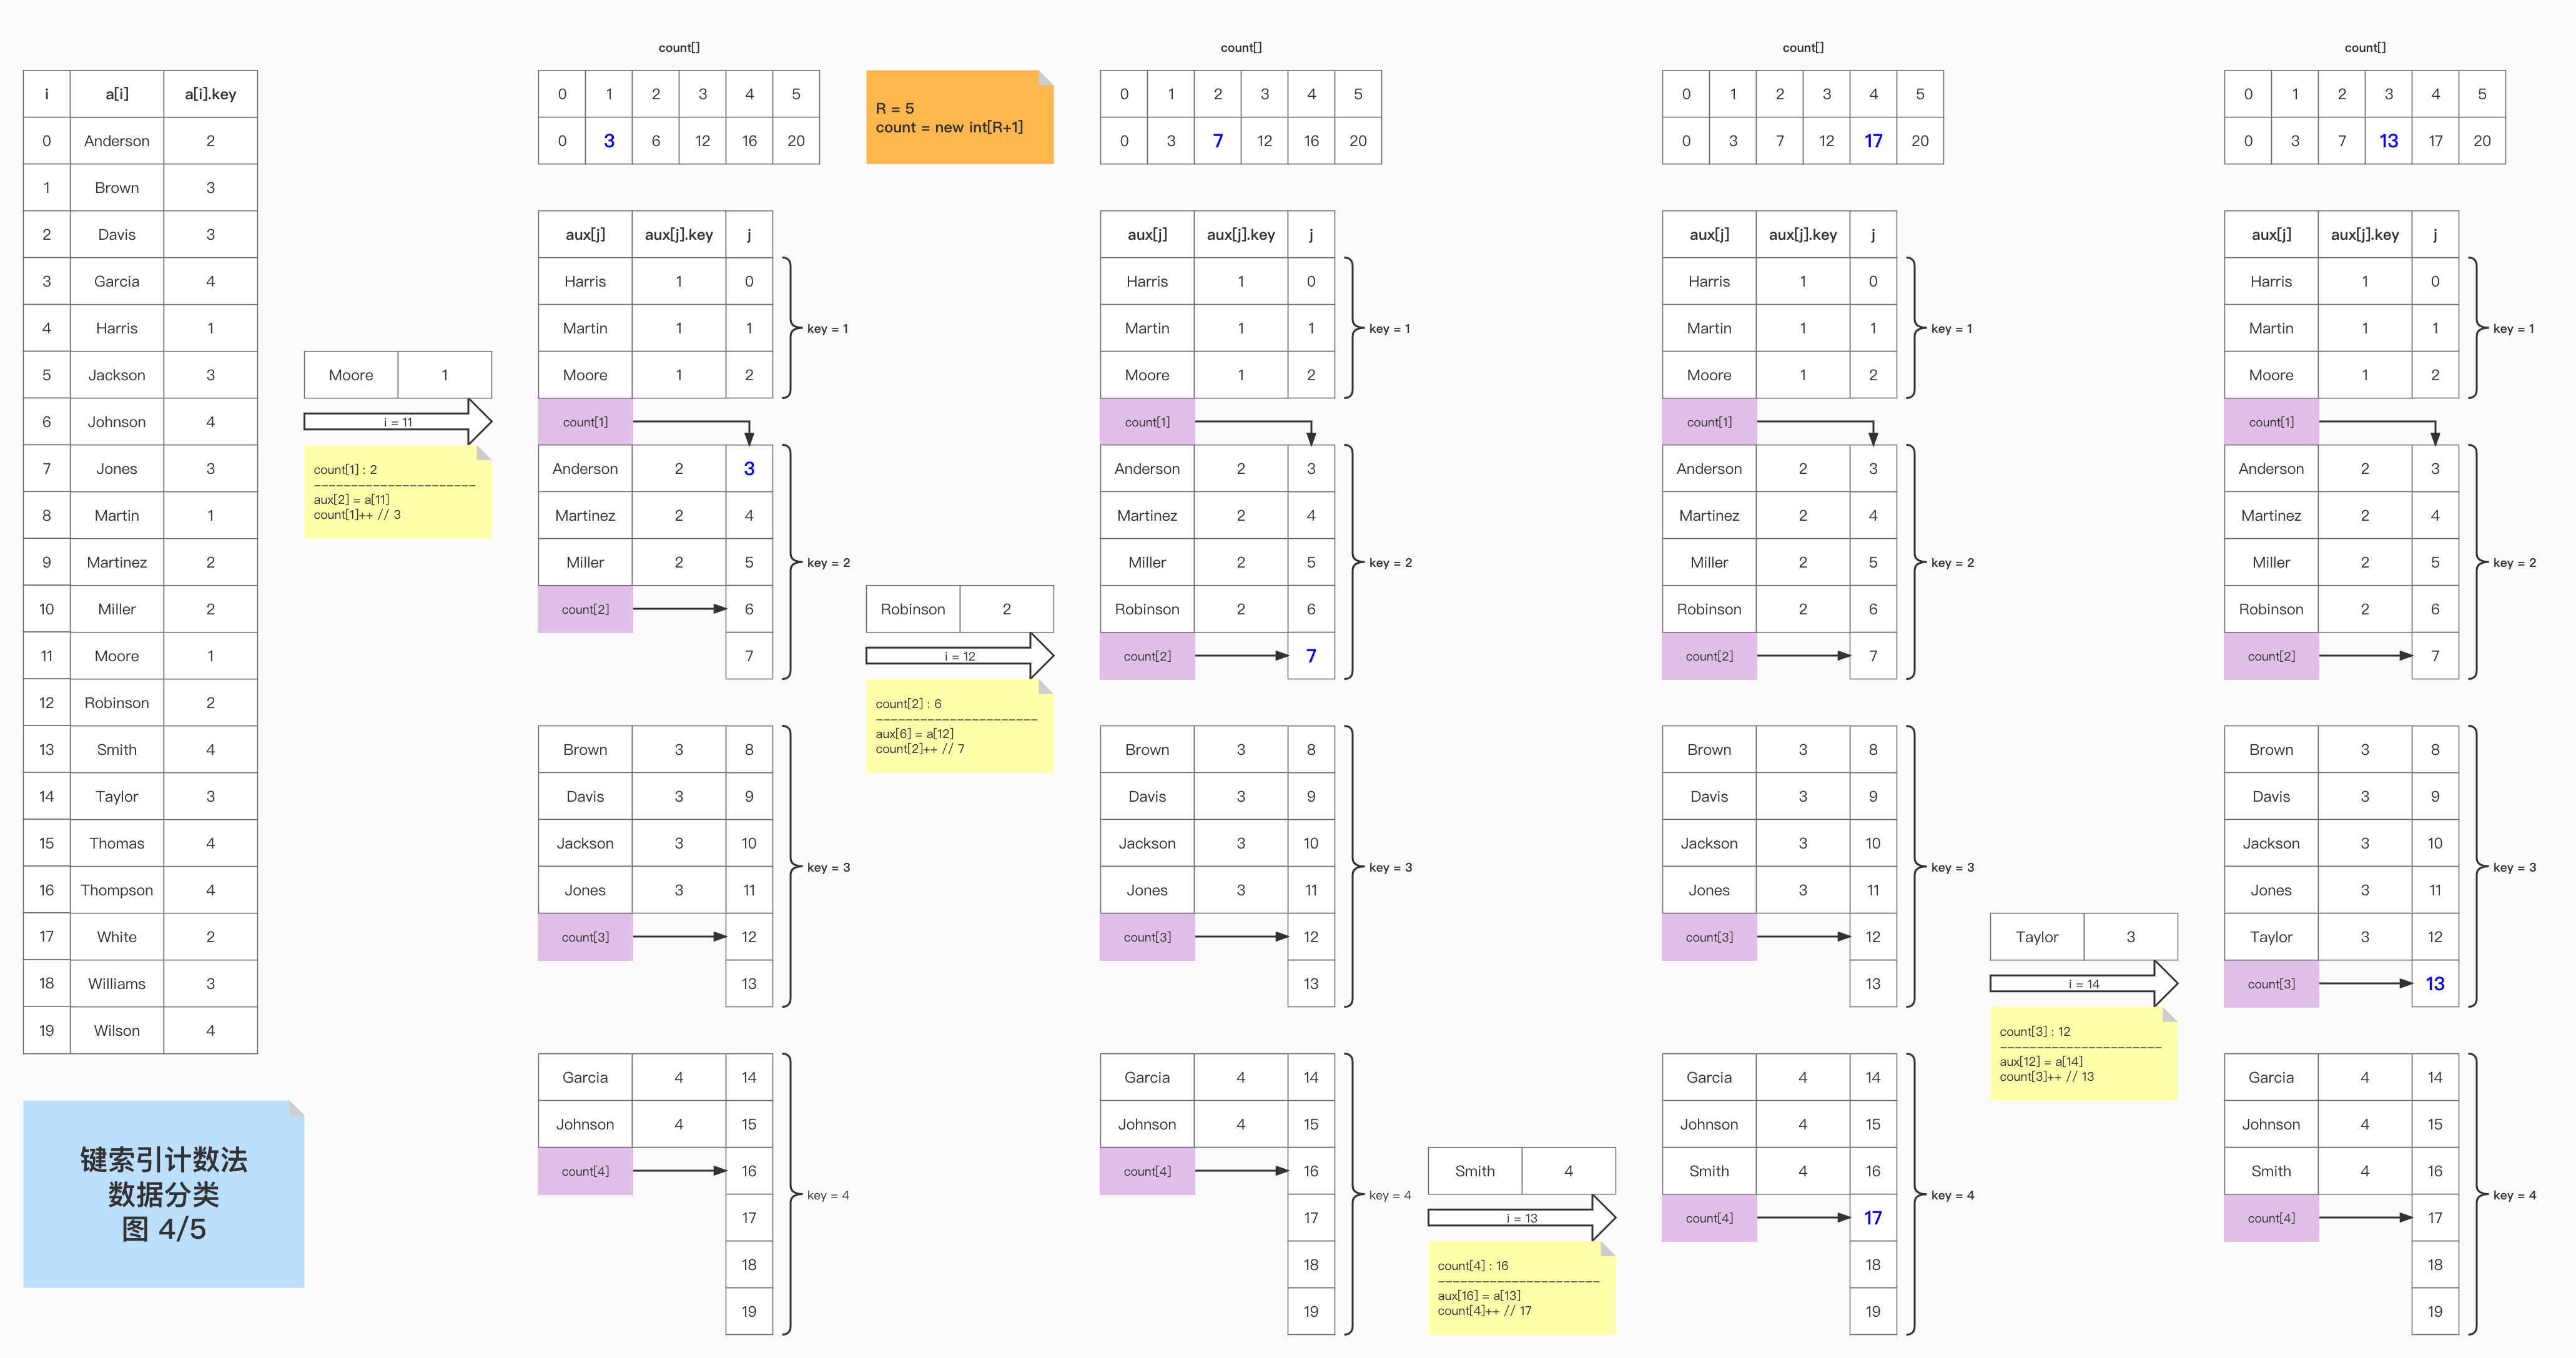 i a[i] a[i].key
0 Anderson 2
1 Brown 3
2 Davis 3
3 Garcia 4
4 Harris 1
5 Jackson 3
6 Johnson 4
7 Jones 3
8 Martin 1
9 Martinez 2
10 Miller 2
11 Moore 1
12 Robinson 2
13 Smith 4
14 Taylor 3
15 Thomas 4
16 Thompson 4
17 White 2
18 Williams 3
19 Wilson 4
键索引计数法
数据分类
图 4/5
Moore 1
i = 11
count[1] : 2
----------------------
aux[2] = a[11]
count[1]++ // 3
count[]
0 1 2 3 4 5
0 3 6 12 16 20
aux[j] aux[j].key j
Harris 1 0
Martin 1 1
Moore 1 2
key = 1
count[1]
Anderson 2 3
Martinez 2 4
Miller 2 5
count[2] 6
7
key = 2
Brown 3 8
Davis 3 9
Jackson 3 10
Jones 3 11
count[3] 12
13
key = 3
Garcia 4 14
Johnson 4 15
count[4] 16
17
18
19
key = 4
R = 5
count = new int[R+1]
Robinson 2
i = 12
count[2] : 6
----------------------
aux[6] = a[12]
count[2]++ // 7
count[]
0 1 2 3 4 5
0 3 7 12 16 20
aux[j] aux[j].key j
Harris 1 0
Martin 1 1
Moore 1 2
key = 1
count[1]
Anderson 2 3
Martinez 2 4
Miller 2 5
Robinson 2 6
count[2] 7
key = 2
Brown 3 8
Davis 3 9
Jackson 3 10
Jones 3 11
count[3] 12
13
key = 3
Garcia 4 14
Johnson 4 15
count[4] 16
17
18
19
key = 4
Smith 4
i = 13
count[4] : 16
----------------------
aux[16] = a[13]
count[4]++ // 17
count[]
0 1 2 3 4 5
0 3 7 12 17 20
aux[j] aux[j].key j
Harris 1 0
Martin 1 1
Moore 1 2
key = 1
count[1]
Anderson 2 3
Martinez 2 4
Miller 2 5
Robinson 2 6
count[2] 7
key = 2
Brown 3 8
Davis 3 9
Jackson 3 10
Jones 3 11
count[3] 12
13
key = 3
Garcia 4 14
Johnson 4 15
Smith 4 16
count[4] 17
18
19
key = 4
Taylor 3
i = 14
count[3] : 12
----------------------
aux[12] = a[14]
count[3]++ // 13
count[]
0 1 2 3 4 5
0 3 7 13 17 20
aux[j] aux[j].key j
Harris 1 0
Martin 1 1
Moore 1 2
key = 1
count[1]
Anderson 2 3
Martinez 2 4
Miller 2 5
Robinson 2 6
count[2] 7
key = 2
Brown 3 8
Davis 3 9
Jackson 3 10
Jones 3 11
Taylor 3 12
count[3] 13
key = 3
Garcia 4 14
Johnson 4 15
Smith 4 16
count[4] 17
18
19
key = 4